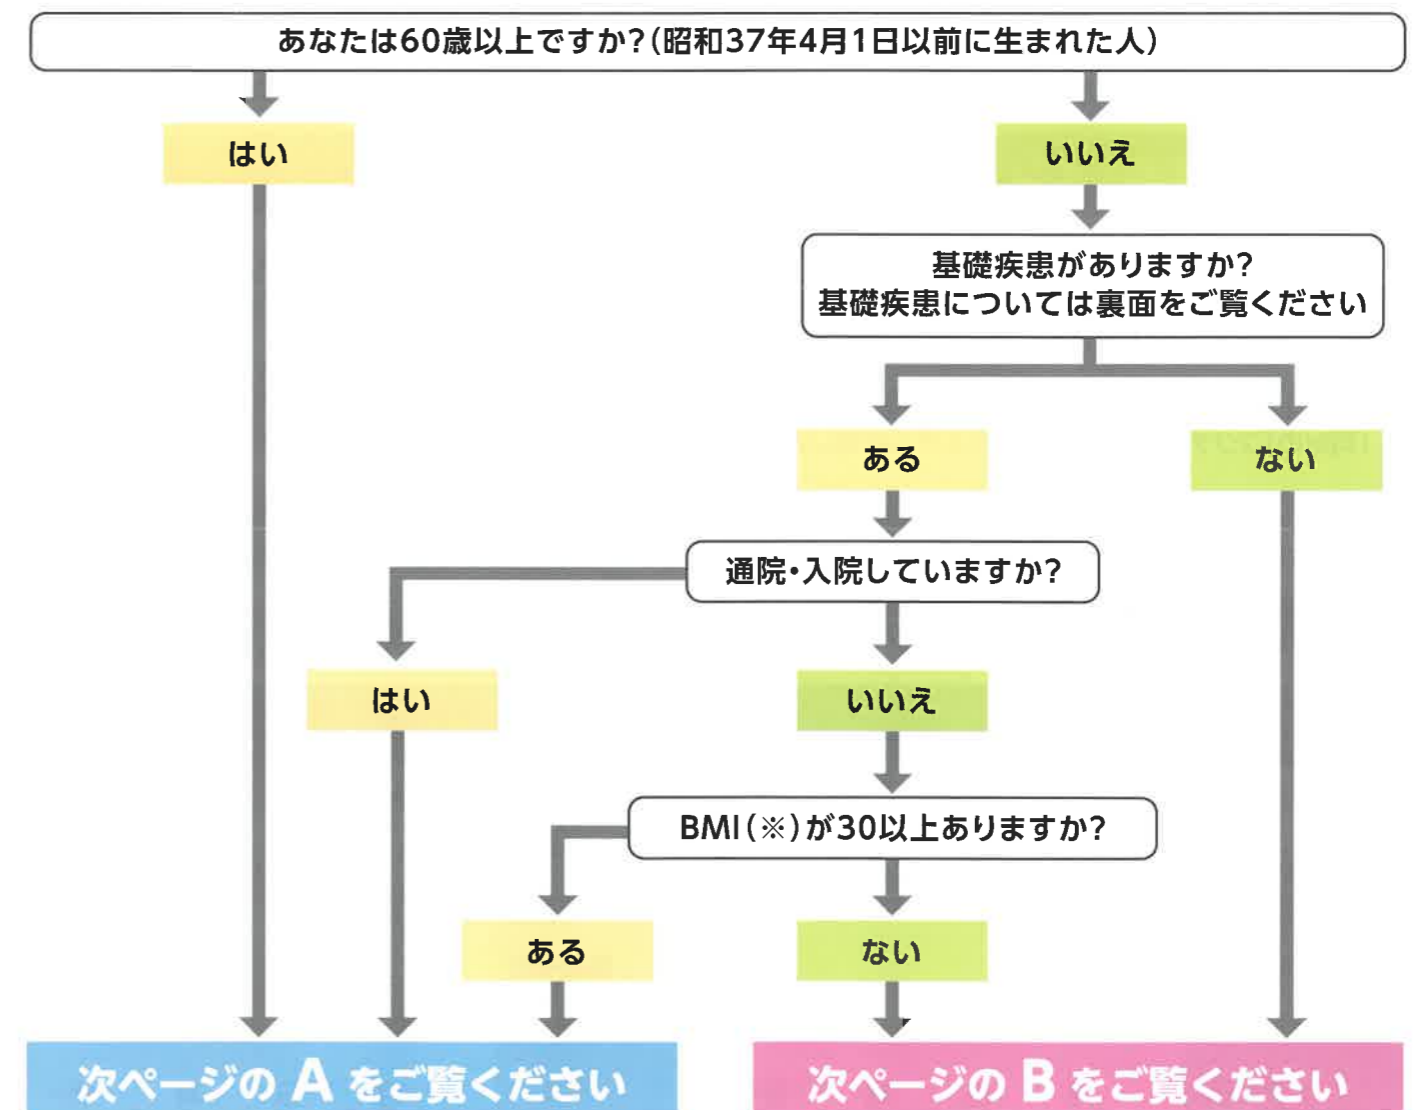 あなたは60歳以上ですか?(昭和37年4月1日以前に生まれた人)
はい
いいえ
基礎疾患がありますか?
基礎疾患については裏面をご覧ください
ある
ない
通院・入院していますか?
はい
いいえ
BMI(※)が30以上ありますか?
ある
ない
次ページの A をご覧ください
次ページの B をご覧ください